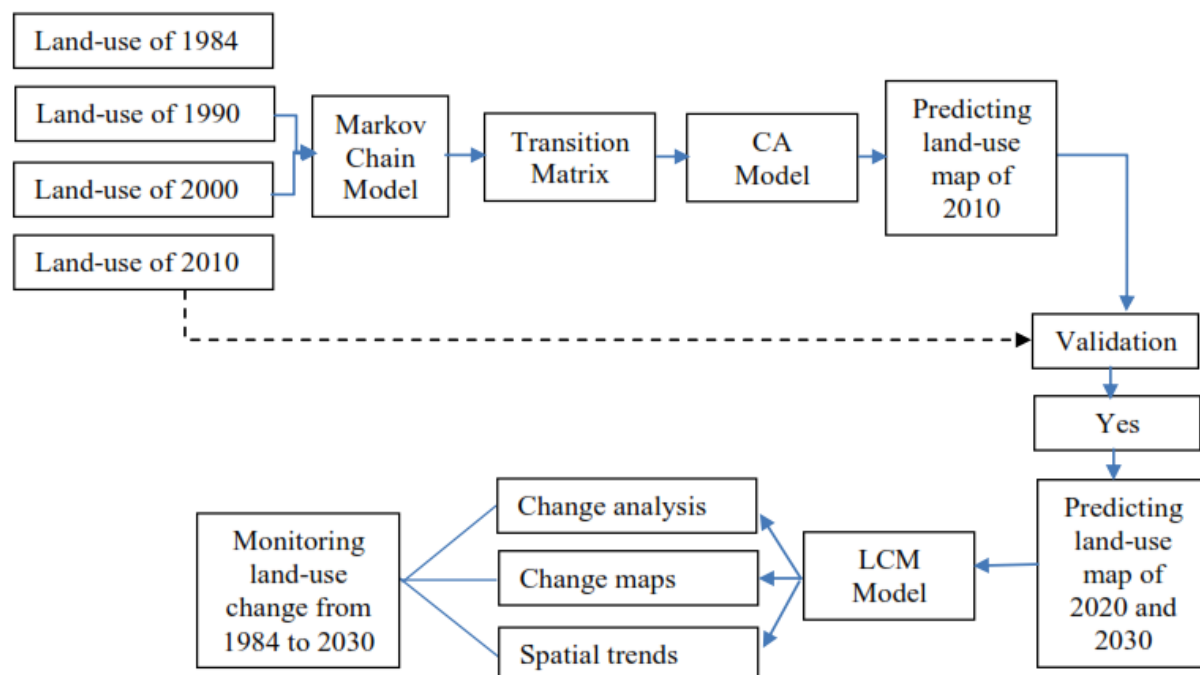 Land-use of 1984
Land-use of 1990
Land-use of 2000
Land-use of 2010
Markov
Chain
Model
Transition
Matrix
CA
Model
Predicting
land-use
map of
2010
Validation
Yes
Predicting
land-use
map of
2020 and
2030
LCM
Model
Change analysis
Change maps
Spatial trends
Monitoring
land-use
change from
1984 to 2030